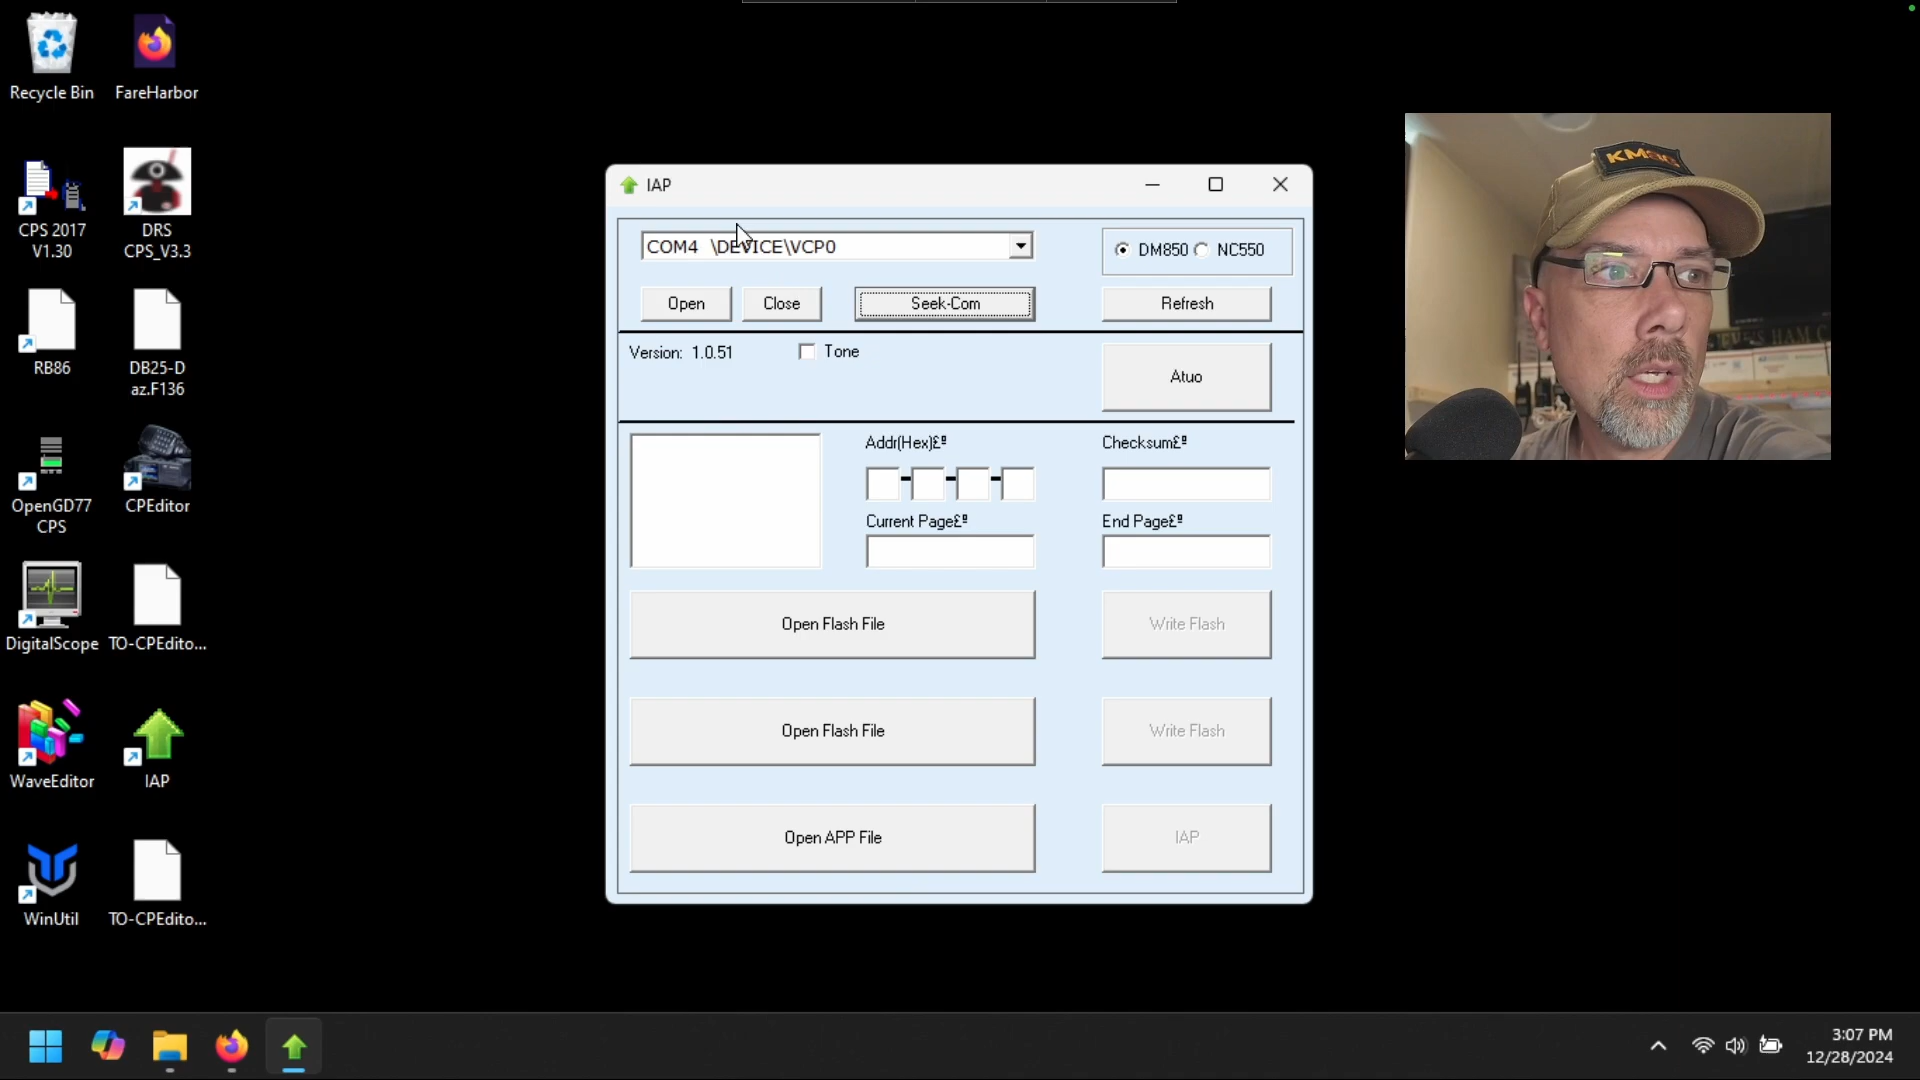 Recycle Bin
FareHarbor
CPS 2017
V1.30
DRS
CPS_V3.3
RB86
DB25-D
az.F136
OpenGD77
CPS
CPEditor
DigitalScope
TO-CPEdito...
WaveEditor
IAP
WinUtil
TO-CPEdito...
IAP
COM4 \DEVICE\VCP0
DM850
NC550
Open
Close
Seek-Com
Refresh
Version: 1.0.51
Tone
Atuo
Addr(Hex)£º
Checksum£º
Current Page£º
End Page£º
Open Flash File
Write Flash
Open Flash File
Write Flash
Open APP File
IAP
3:07 PM
12/28/2024